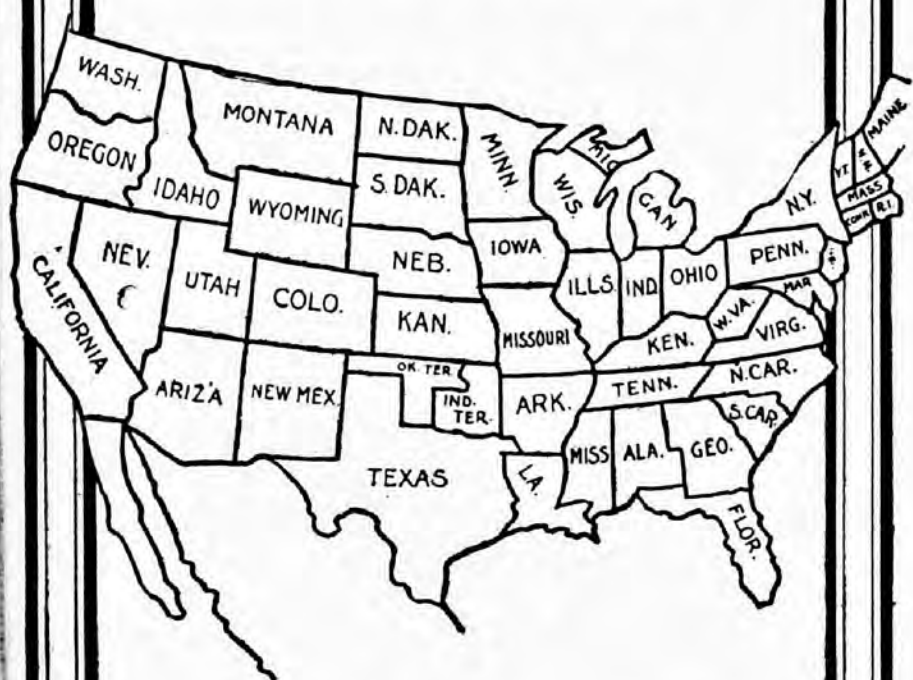 WASH.
MONTANA
N. DAK.
MINN.
MICH
IGAN
MAINE
OREGON
IDAHO
WYOMING
S. DAK.
WIS.
N.Y.
VT.
N
H
MASS
CONN.
R.I.
CALIFORNIA
NEV.
UTAH
COLO.
NEB.
IOWA
ILLS
IND
OHIO
PENN.
MAR
W.VA.
VIRG.
KAN.
MISSOURI
KEN.
ARIZ'A
NEW MEX.
OK. TER.
IND.
TER.
ARK.
TENN.
N.CAR.
S.CAR.
TEXAS
LA.
MISS
ALA.
GEO.
FLOR.